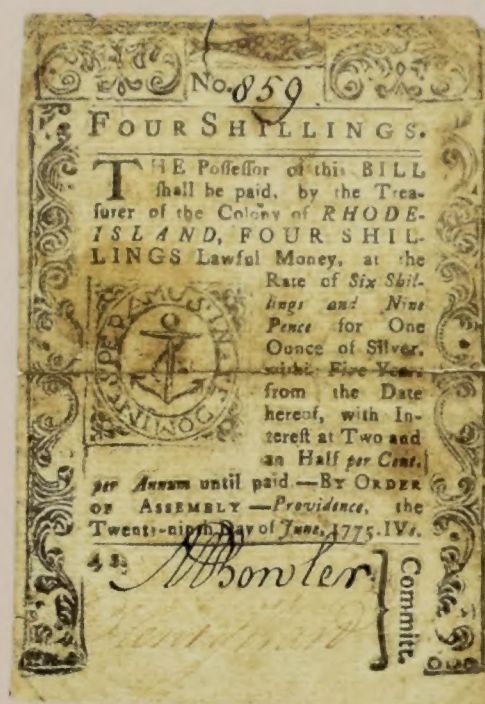 No. 859
FOUR SHILLINGS.
THE Poſſeſſor of this BILL
ſhall be paid, by the Trea-
ſurer of the Colony of RHODE-
ISLAND, FOUR SHIL-
LINGS Lawful Money, at the
Rate of Six Shil-
lings and Nine
Pence for One
Ounce of Silver,
within Five Years
from the Date
hereof, with In-
tereſt at Two and
an Half per Cent.
per Annum until paid.—BY ORDER
OF ASSEMBLY—Providence, the
Twenty-ninth Day of June, 1775. IVs.
IN DOMINO SPERAMUS
4s.
Bowler
Committ.